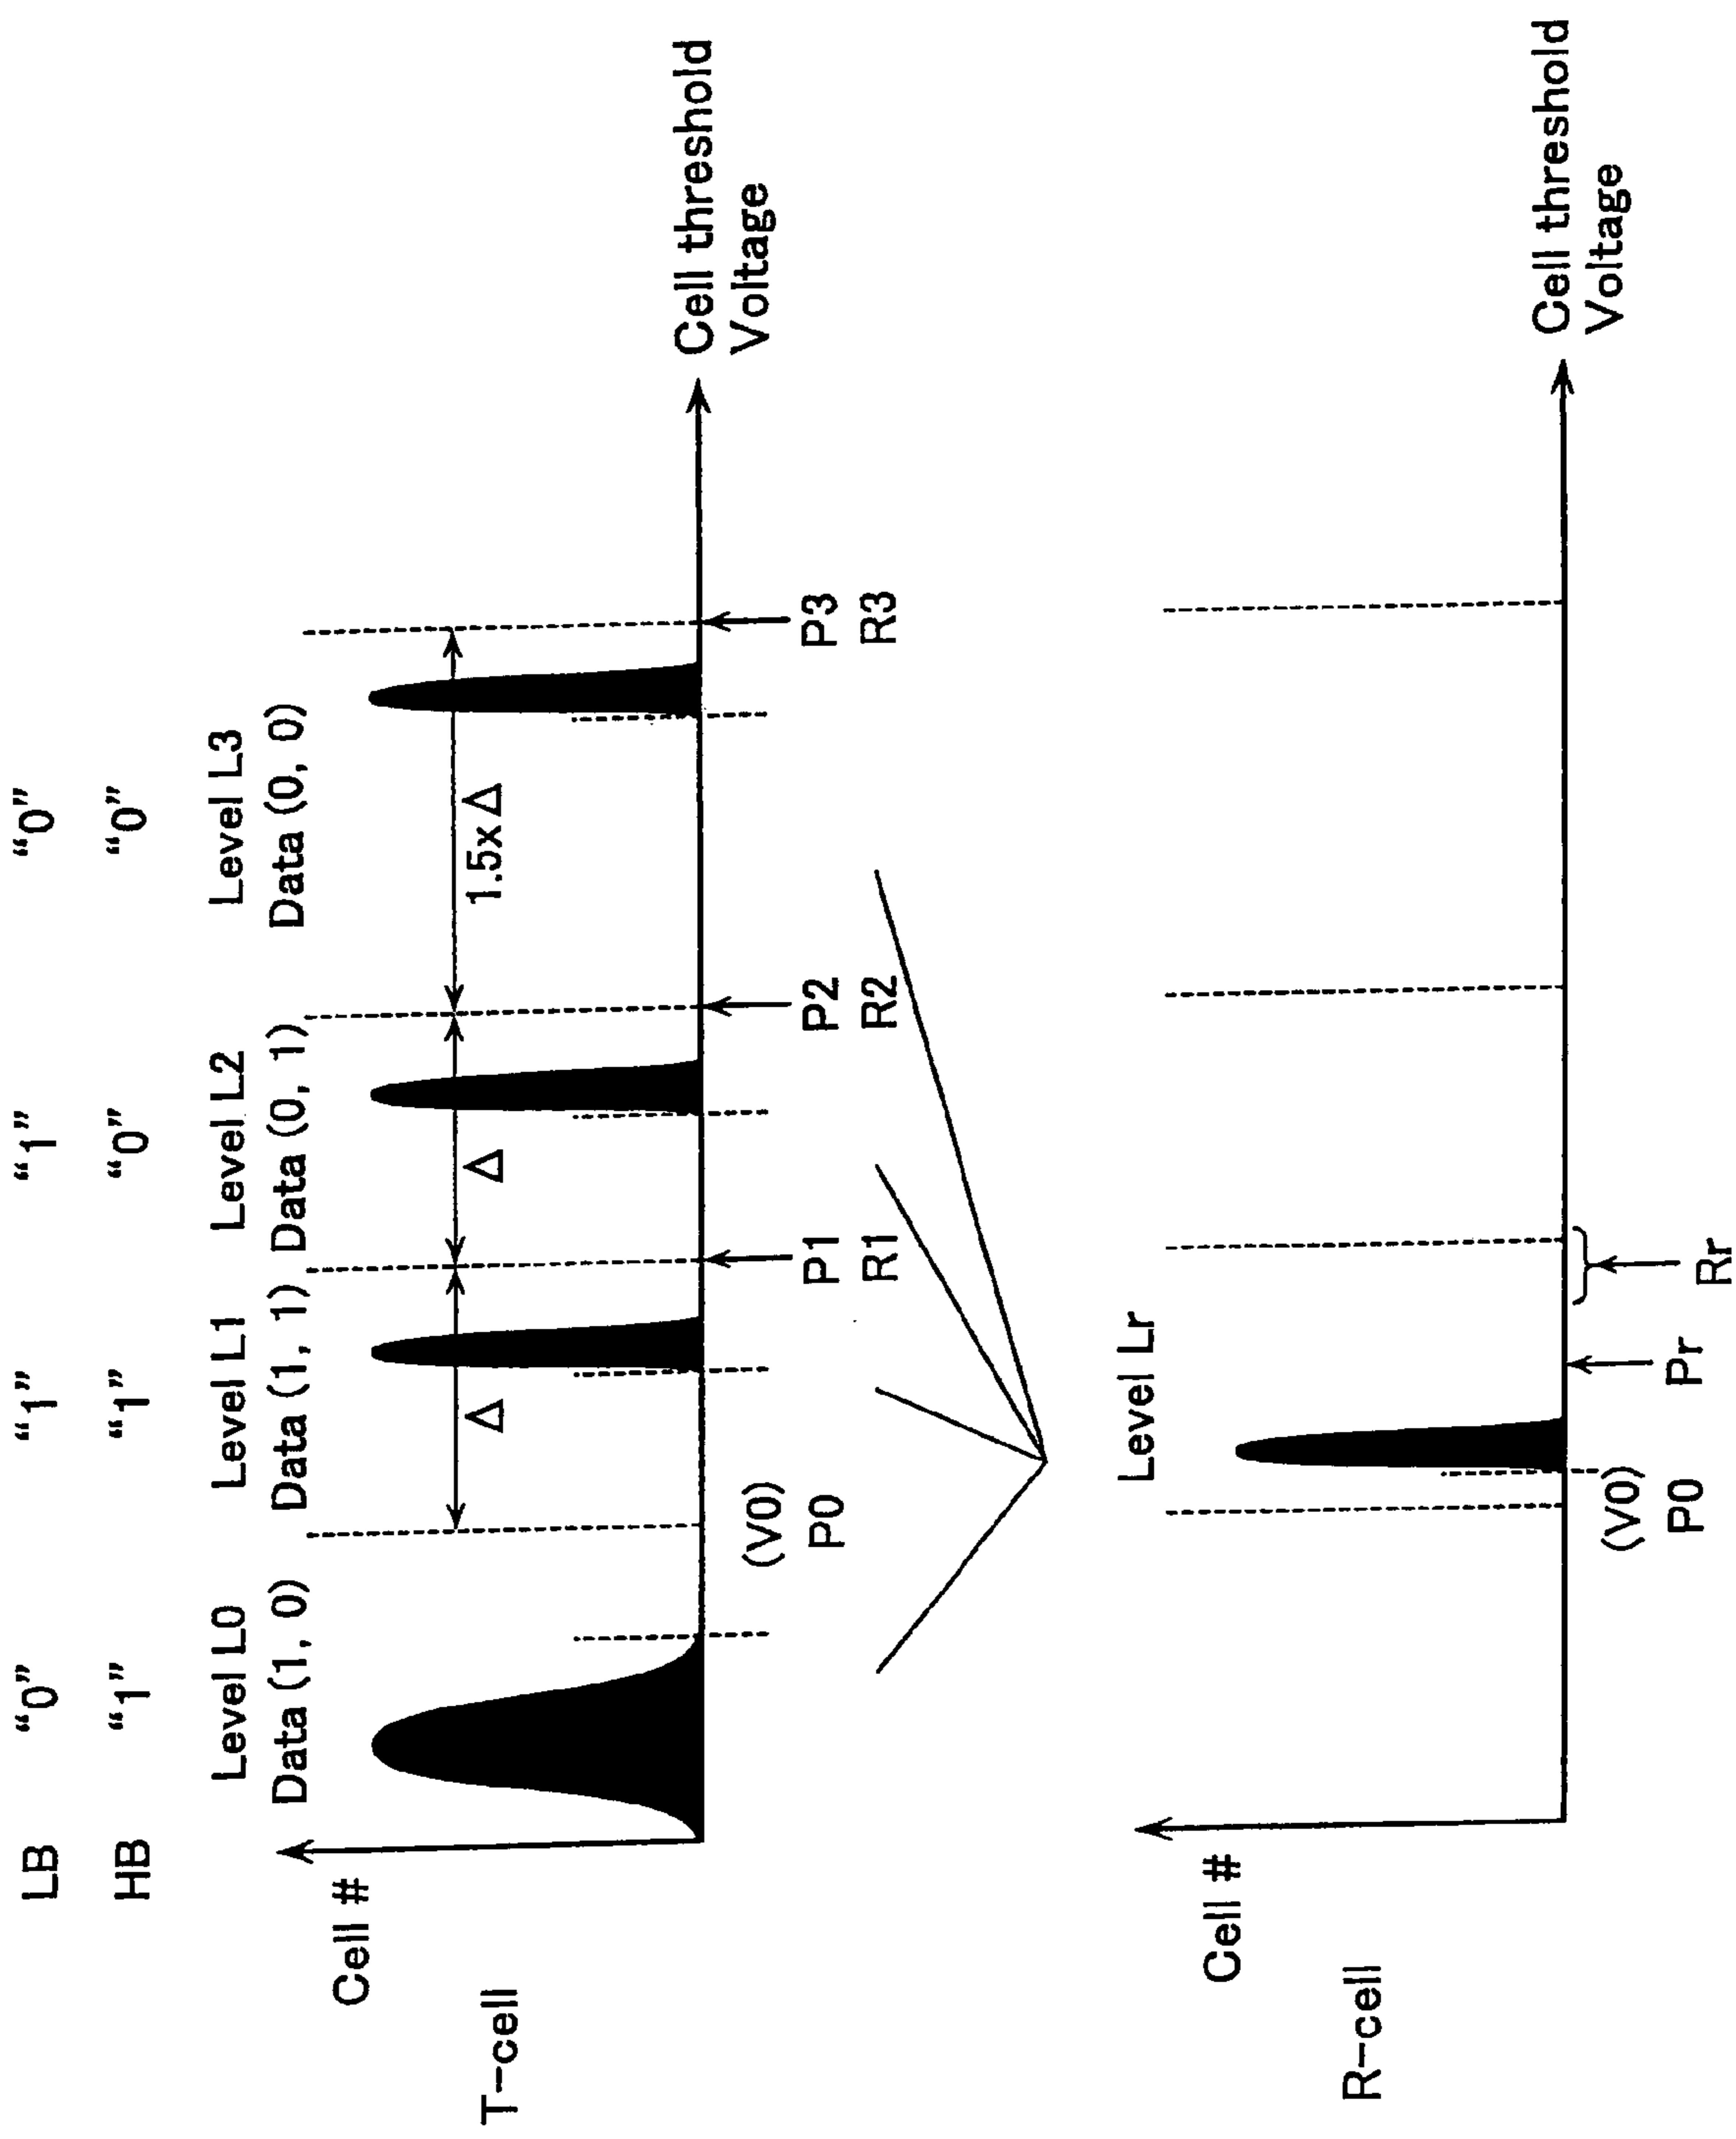 LB “0” “1” “1” “0”
HB “1” “1” “0” “0”
Level L0 Level L1 Level L2 Level L3
Data (1, 0) Data (1, 1) Data (0, 1) Data (0, 0)
Cell #
T-cell
Δ Δ 1.5xΔ
Cell threshold
Voltage
(V0) P1 P2 P3
P0 R1 R2 R3
Level Lr
Cell #
R-cell
Cell threshold
Voltage
(V0)
P0 Pr Rr